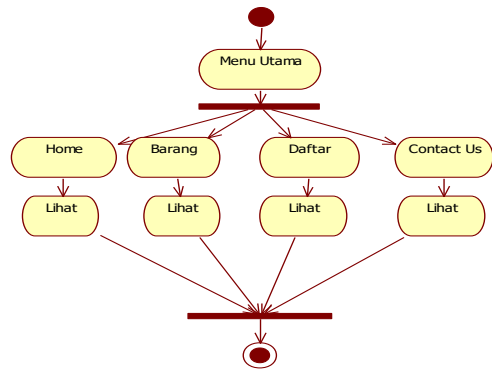 Menu Utama
Home
Barang
Daftar
Contact Us
Lihat
Lihat
Lihat
Lihat